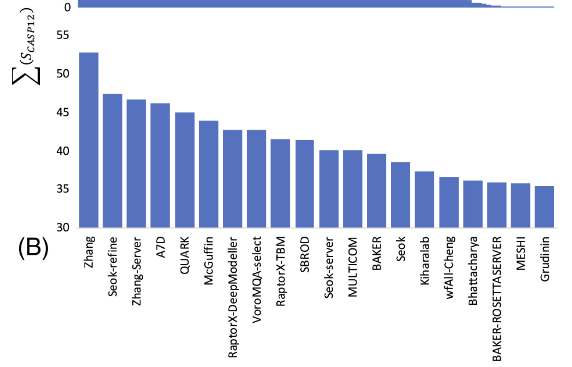 0
∑(S_CASP12)
55
50
45
40
35
30
(B)
Zhang
Seok-refine
Zhang-Server
A7D
QUARK
McGuffin
RaptorX-DeepModeller
VoroMQA-select
RaptorX-TBM
SBROD
Seok-server
MULTICOM
BAKER
Seok
Kiharalab
wfAll-Cheng
Bhattacharya
BAKER-ROSETTASERVER
MESHI
Grudinin